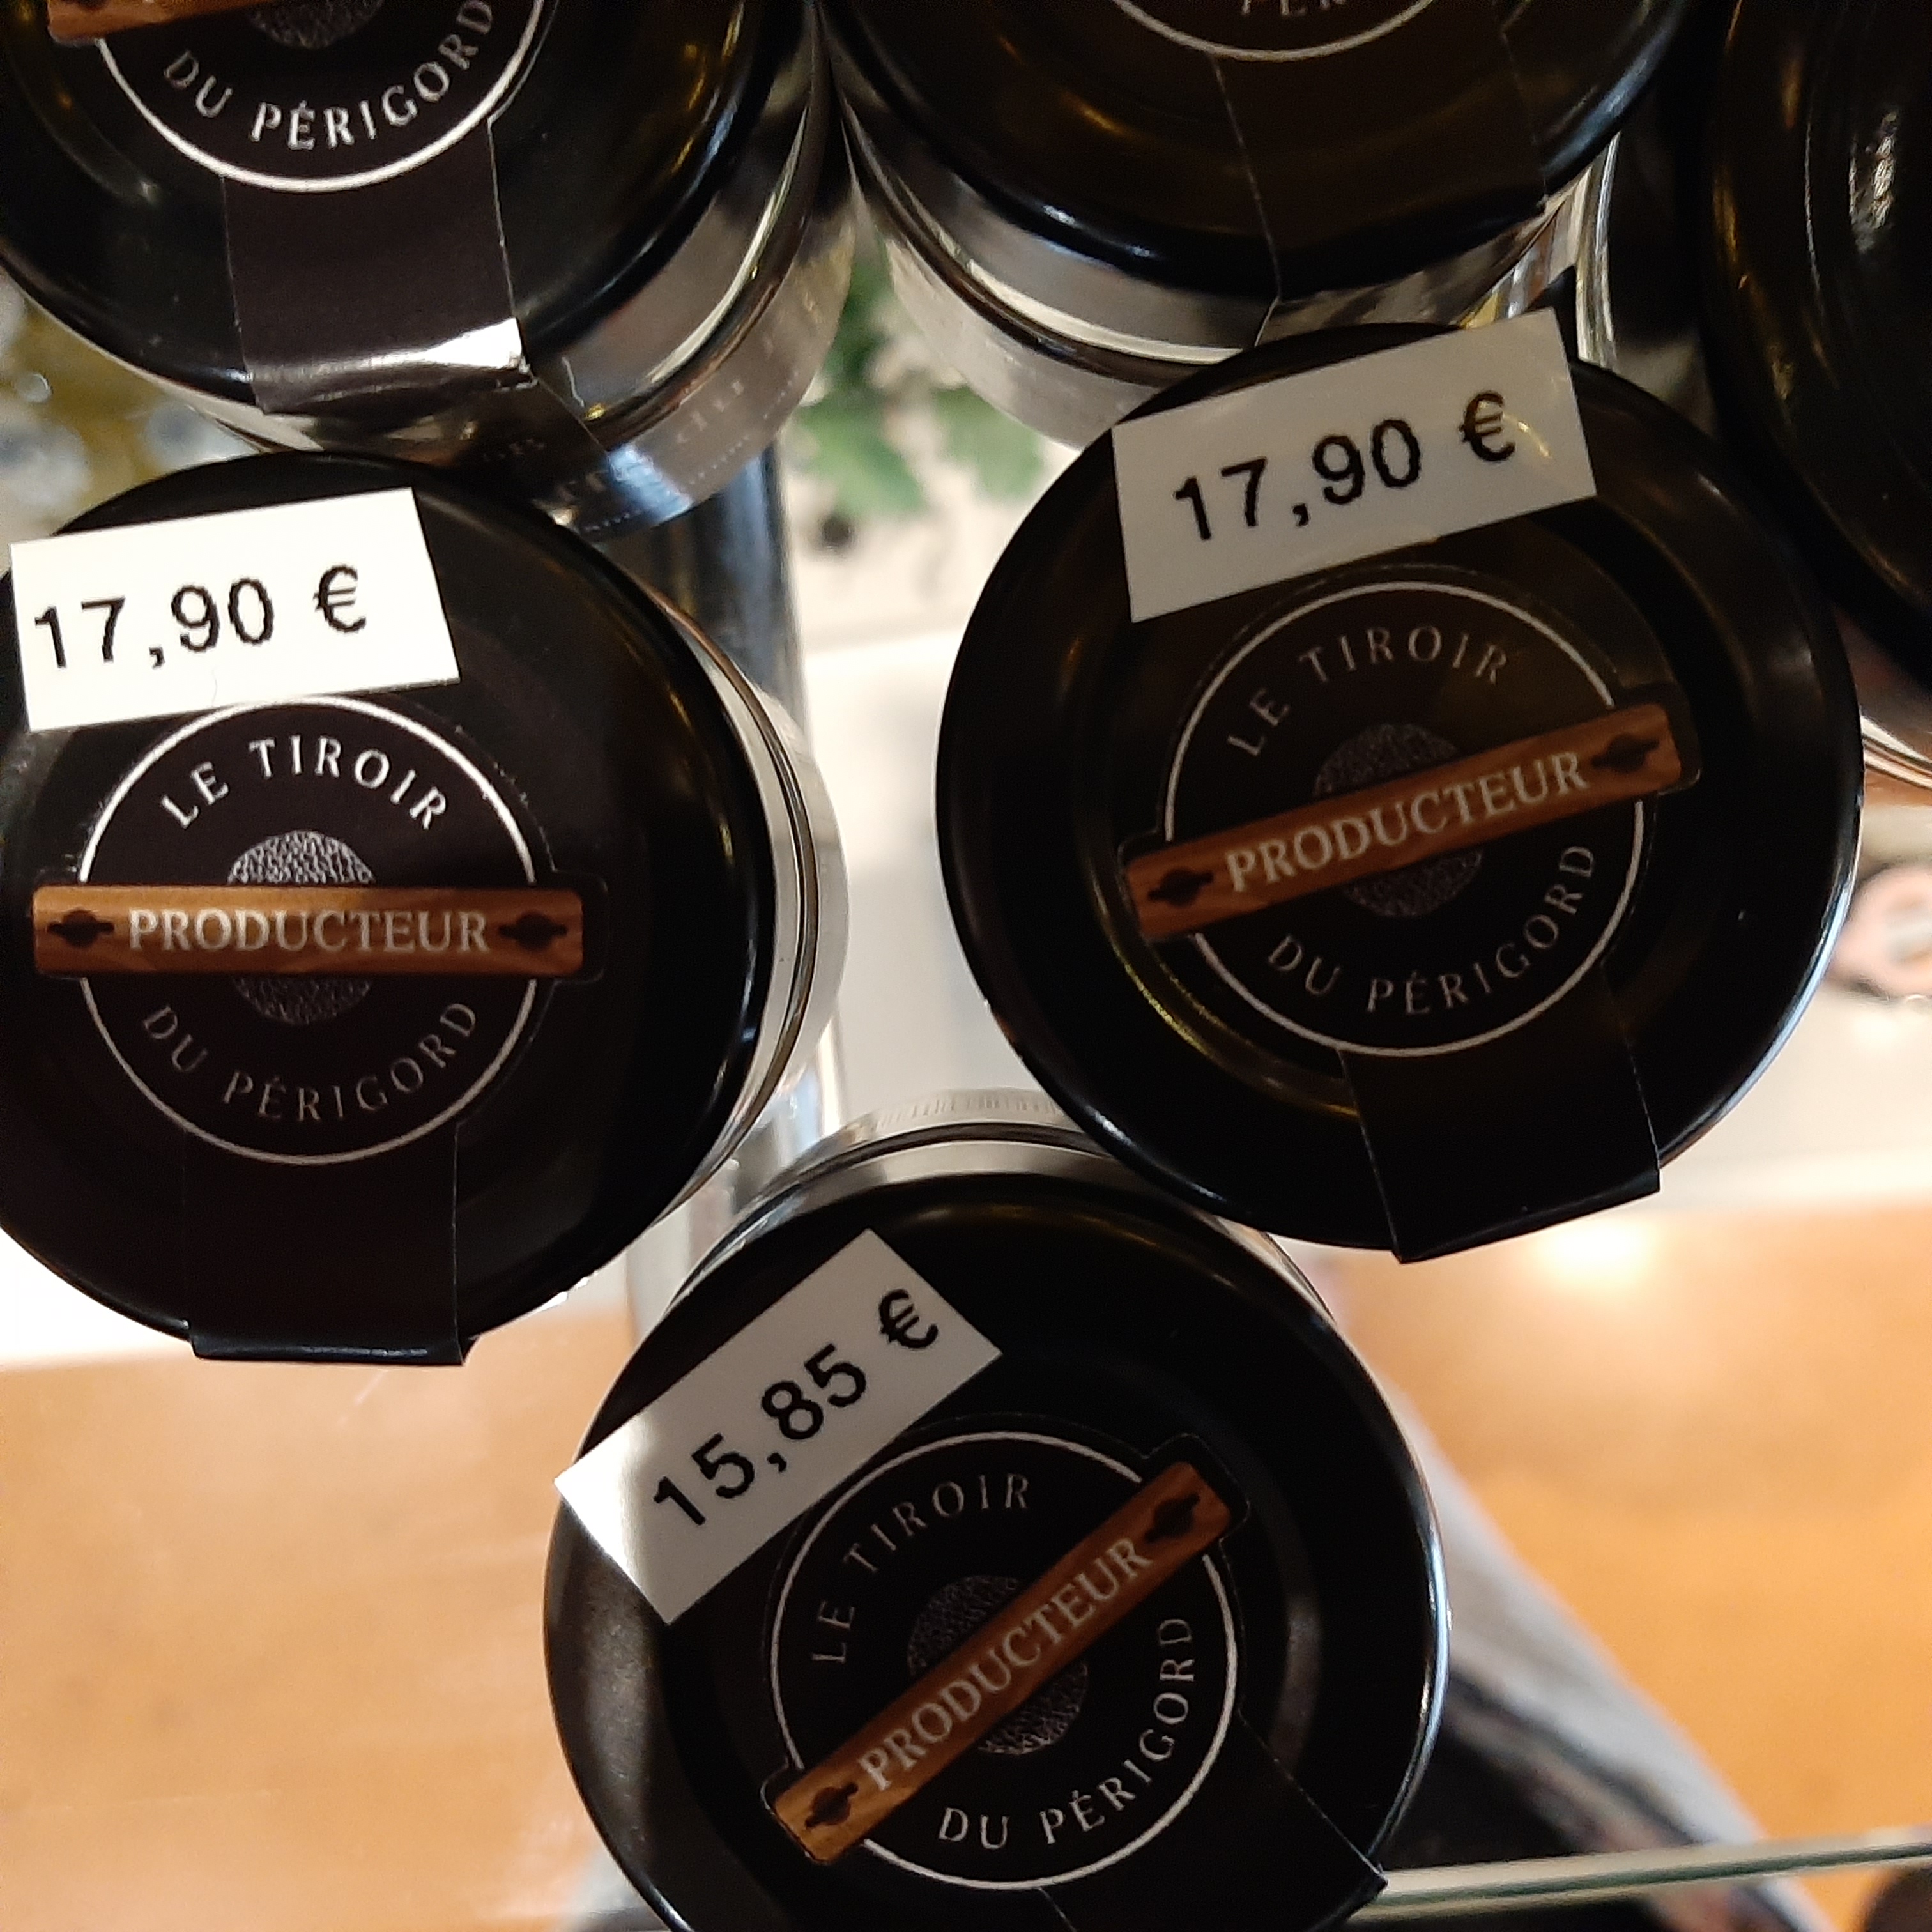 DU PÉRIGORD
17,90 €
LE TIROIR
PRODUCTEUR
DU PÉRIGORD
17,90 €
LE TIROIR
PRODUCTEUR
DU PÉRIGORD
15,85 €
LE TIROIR
PRODUCTEUR
DU PÉRIGORD